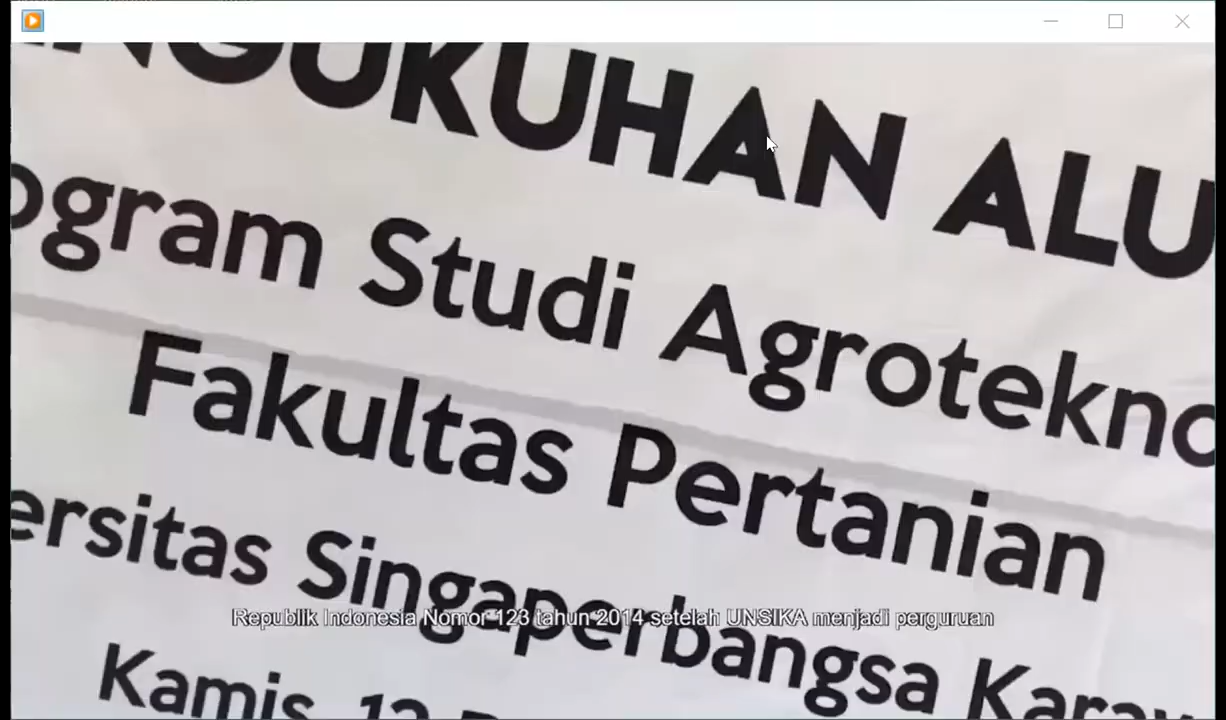 NGUKUHAN ALU
ogram Studi Agrotekno
Fakultas Pertanian
ersitas Singaperbangsa Karaw
Republik Indonesia Nomor 123 tahun 2014 setelah UNSIKA menjadi perguruan
Kamis, 12